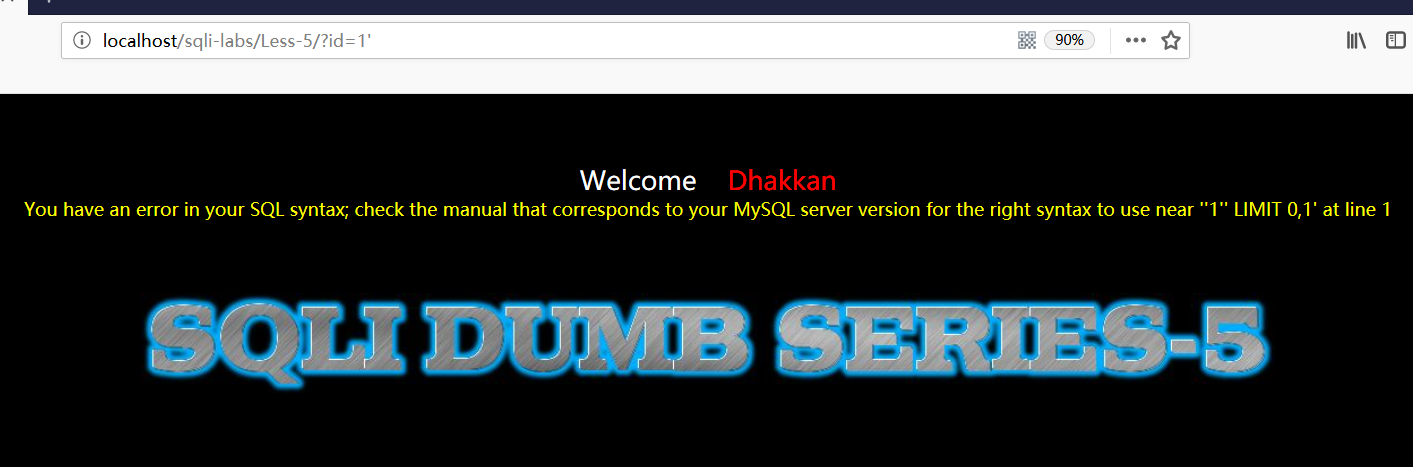 localhost/sqli-labs/Less-5/?id=1'
90%
Welcome Dhakkan
You have an error in your SQL syntax; check the manual that corresponds to your MySQL server version for the right syntax to use near ''1'' LIMIT 0,1' at line 1
SQLI DUMB SERIES-5